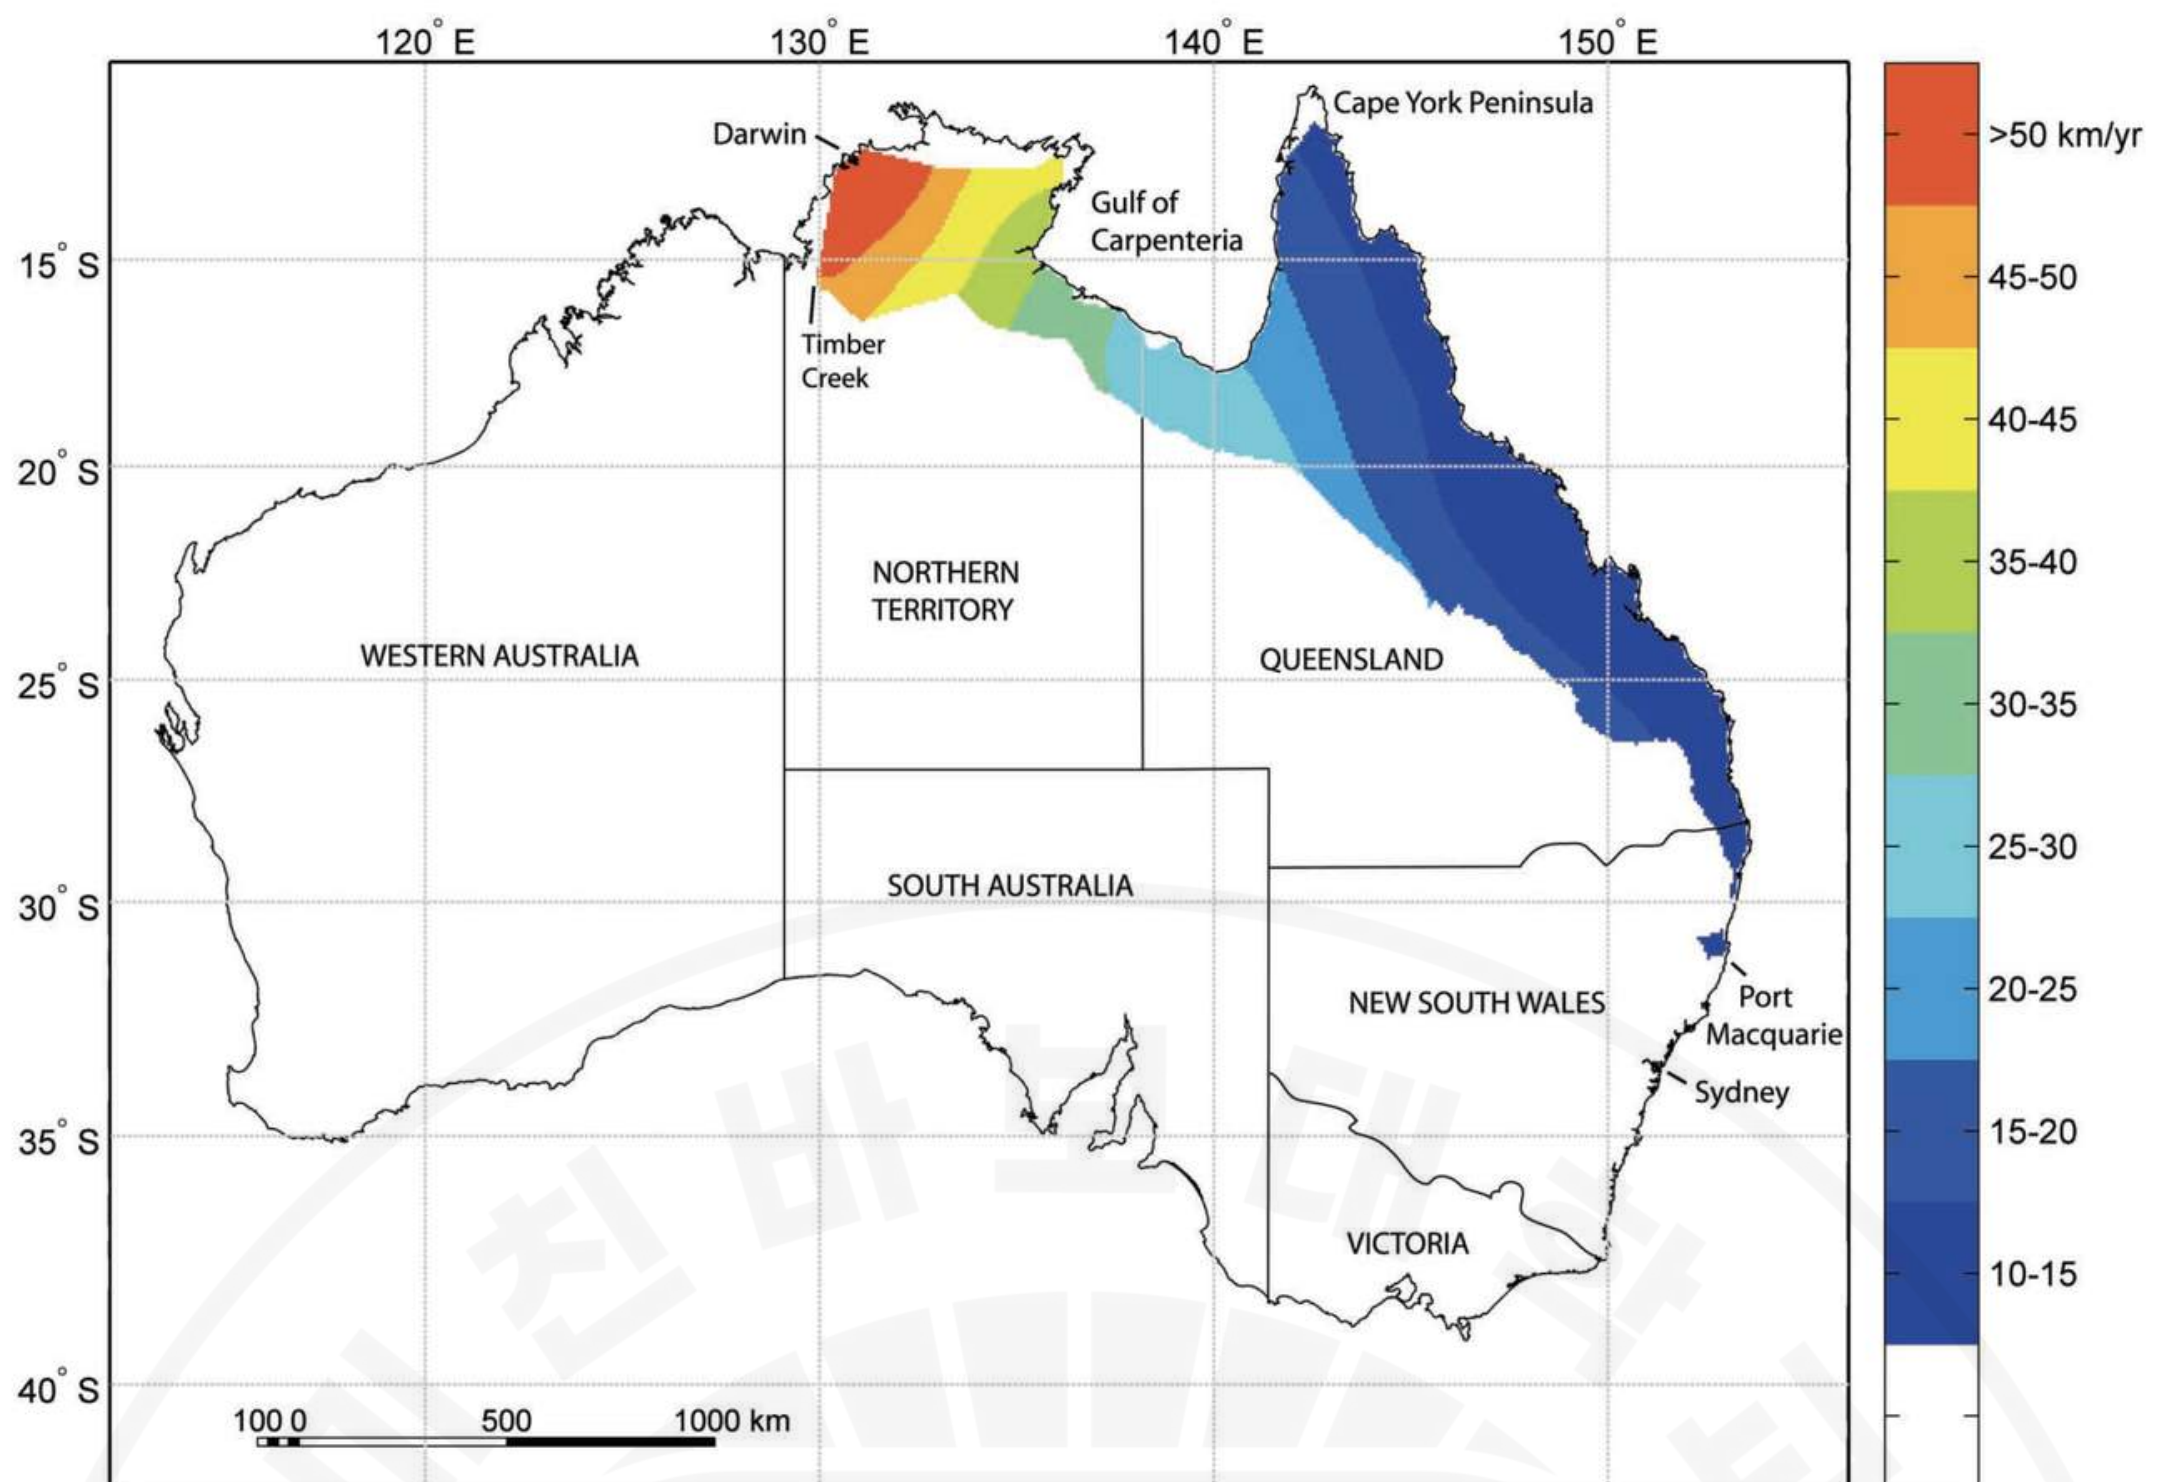 120° E
130° E
140° E
150° E
Cape York Peninsula
Darwin
>50 km/yr
Gulf of
Carpenteria
15° S
45-50
Timber
Creek
40-45
20° S
35-40
NORTHERN
TERRITORY
WESTERN AUSTRALIA
QUEENSLAND
25° S
30-35
25-30
SOUTH AUSTRALIA
30° S
20-25
NEW SOUTH WALES
Port
Macquarie
Sydney
35° S
15-20
VICTORIA
10-15
40° S
100 0 500 1000 km